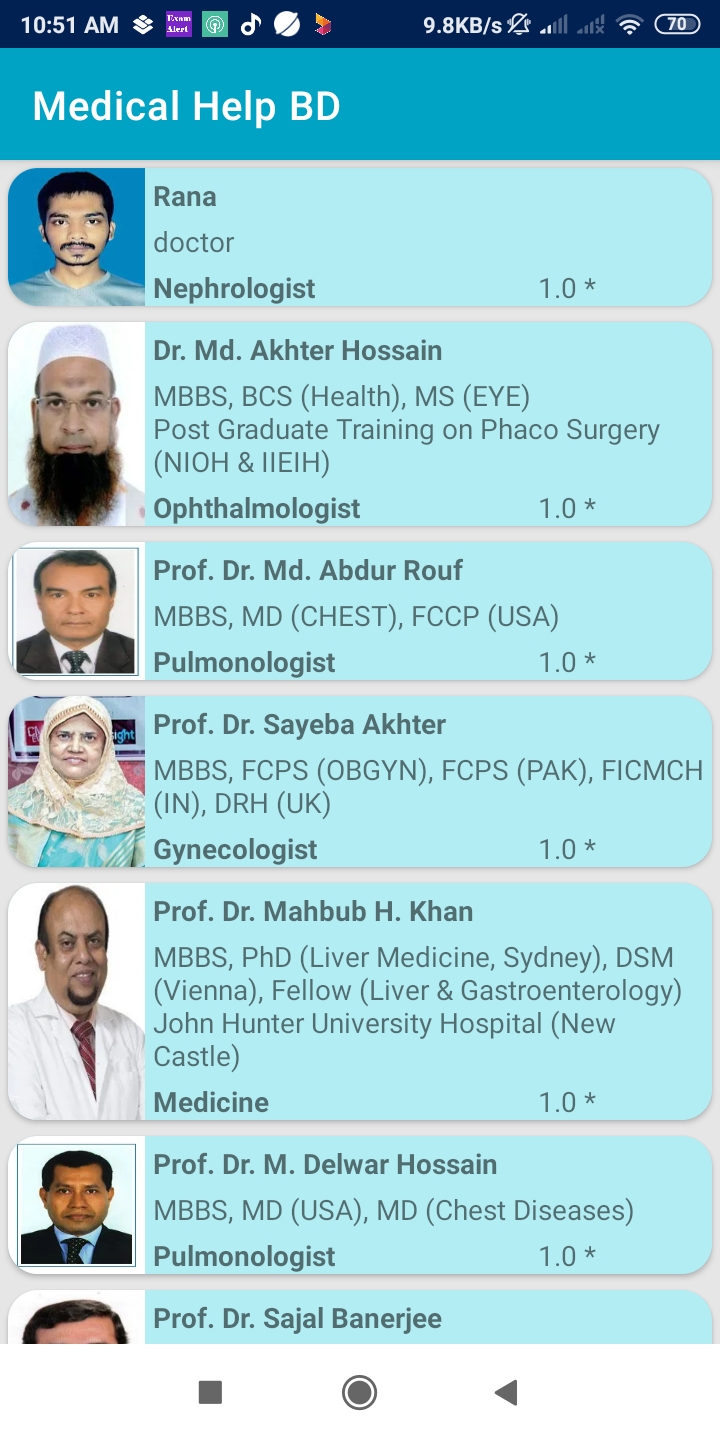 10:51 AM
Exam
Alert
9.8KB/s
70
Medical Help BD
Rana
doctor
Nephrologist 1.0 *
Dr. Md. Akhter Hossain
MBBS, BCS (Health), MS (EYE)
Post Graduate Training on Phaco Surgery
(NIOH & IIEIH)
Ophthalmologist 1.0 *
Prof. Dr. Md. Abdur Rouf
MBBS, MD (CHEST), FCCP (USA)
Pulmonologist 1.0 *
Prof. Dr. Sayeba Akhter
MBBS, FCPS (OBGYN), FCPS (PAK), FICMCH
(IN), DRH (UK)
Gynecologist 1.0 *
Prof. Dr. Mahbub H. Khan
MBBS, PhD (Liver Medicine, Sydney), DSM
(Vienna), Fellow (Liver & Gastroenterology)
John Hunter University Hospital (New
Castle)
Medicine 1.0 *
Prof. Dr. M. Delwar Hossain
MBBS, MD (USA), MD (Chest Diseases)
Pulmonologist 1.0 *
Prof. Dr. Sajal Banerjee